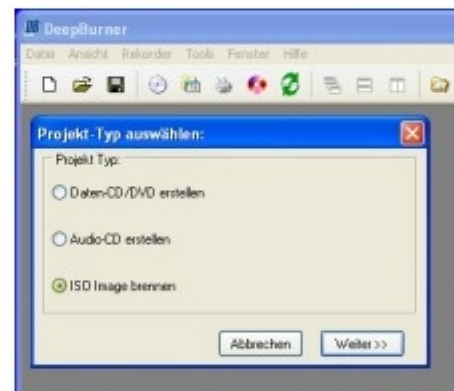 DeepBurner
Datei Ansicht Rekorder Tools Fenster Hilfe
Projekt-Typ auswählen:
Projekt Typ:
Daten-CD/DVD erstellen
Audio-CD erstellen
ISO Image brennen
Abbrechen Weiter >>